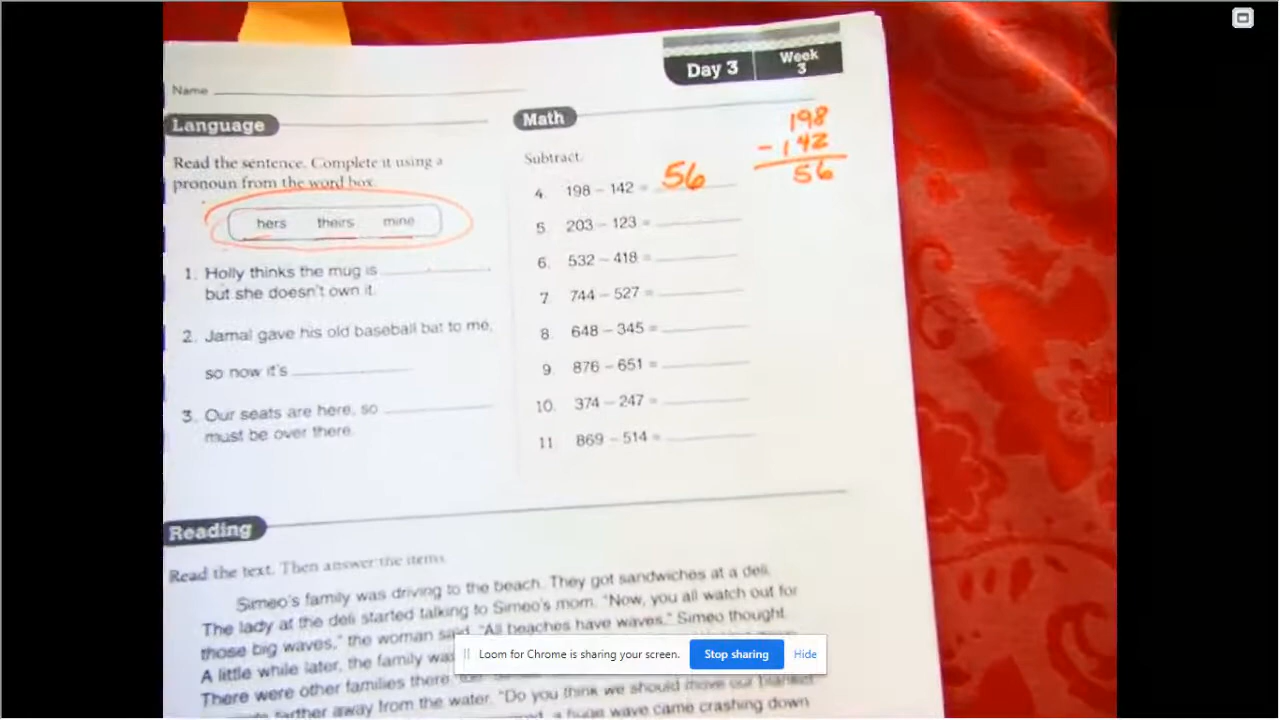 Day 3
Week
3
Name
Language
Read the sentence. Complete it using a
pronoun from the word box.
hers theirs mine
1. Holly thinks the mug is
but she doesn't own it.
2. Jamal gave his old baseball bat to me,
so now it's
3. Our seats are here, so
must be over there.
Math
Subtract.
4. 198 – 142 = 56
198
- 142
56
5. 203 – 123 =
6. 532 – 418 =
7. 744 – 527 =
8. 648 – 345 =
9. 876 – 651 =
10. 374 – 247 =
11. 869 – 514 =
Reading
Read the text. Then answer the items.
Simeo's family was driving to the beach. They got sandwiches at a deli.
The lady at the deli started talking to Simeo's mom. "Now, you all watch out for
those big waves," the woman said. "All beaches have waves," Simeo thought.
A little while later, the family was
There were other families there
farther away from the water. "Do you think we should move our blanket
a huge wave came crashing down
Loom for Chrome is sharing your screen.
Stop sharing
Hide